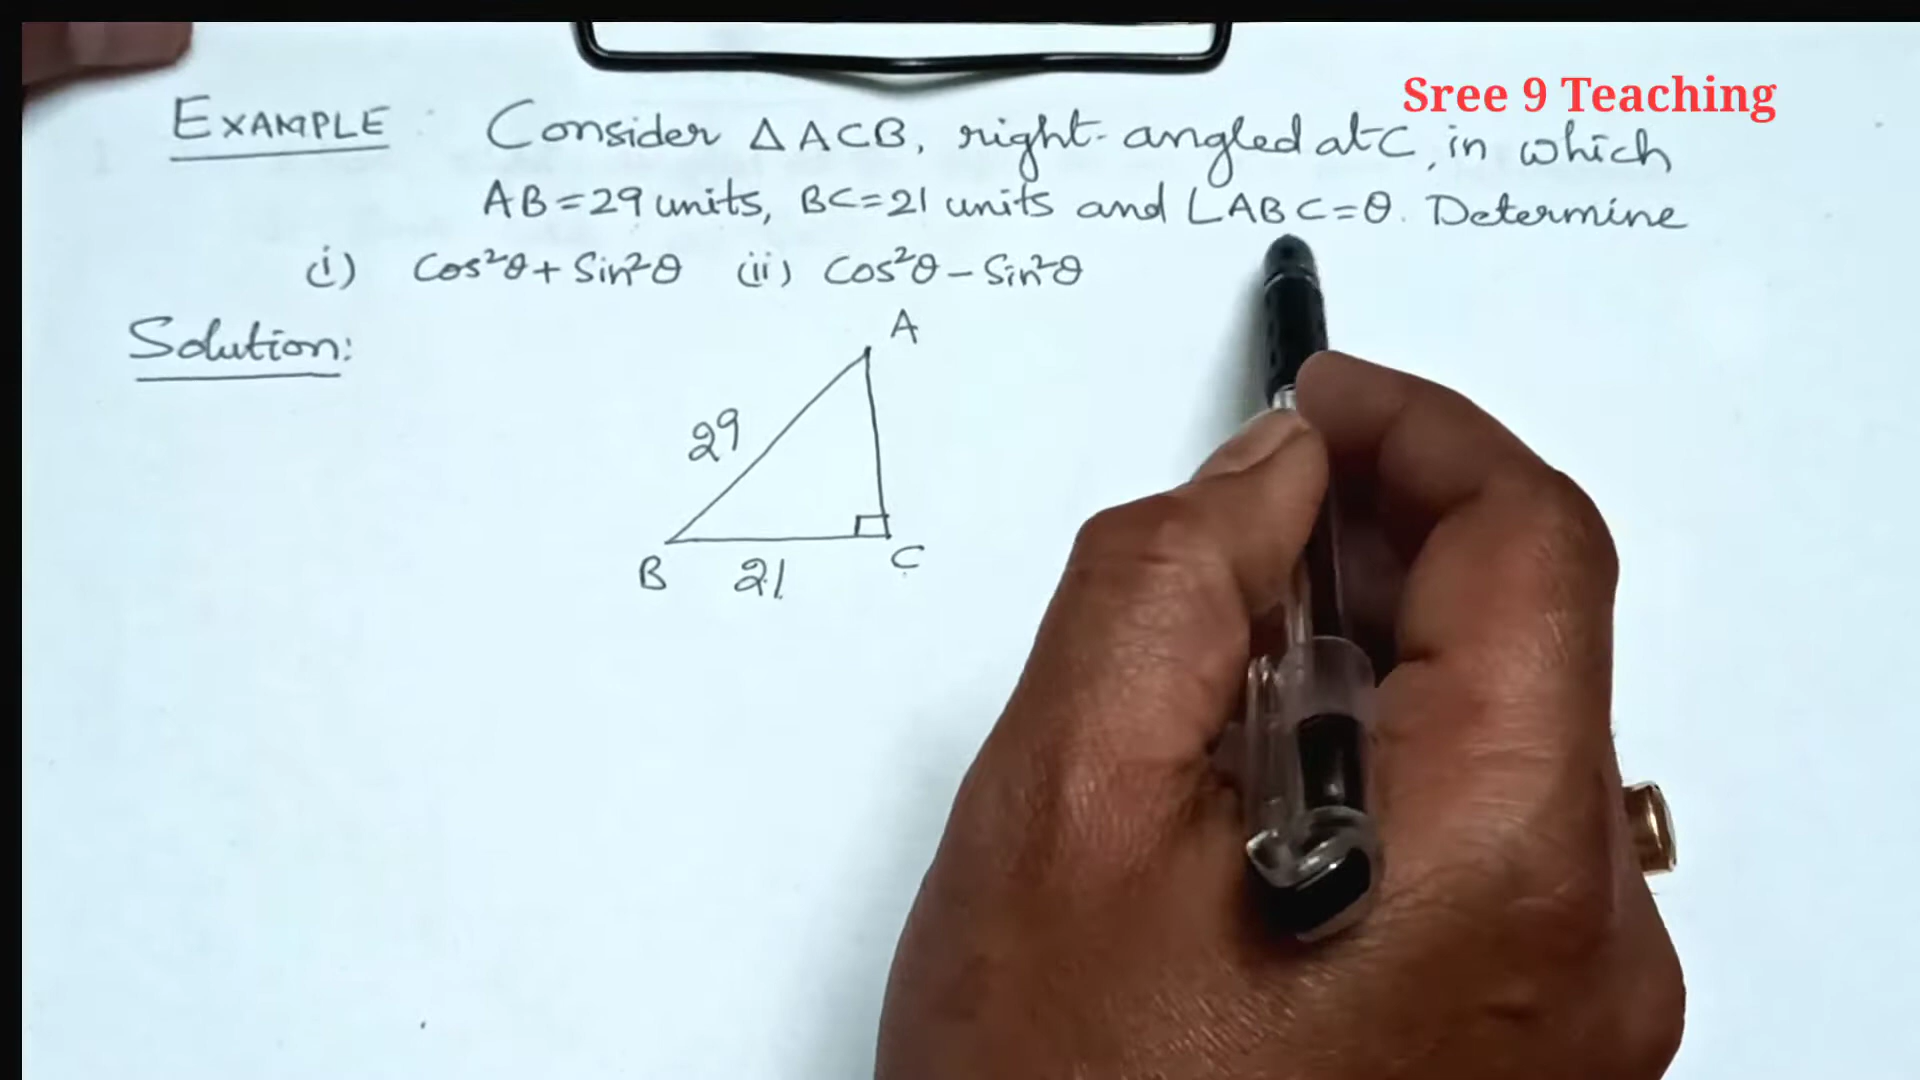 Sree 9 Teaching
EXAMPLE : Consider ΔACB, right-angled at C, in which
AB=29 units, BC=21 units and ∠ABC=θ. Determine
(i) Cos²θ + Sin²θ (ii) Cos²θ – Sin²θ
Solution:
A
29
B 21 C